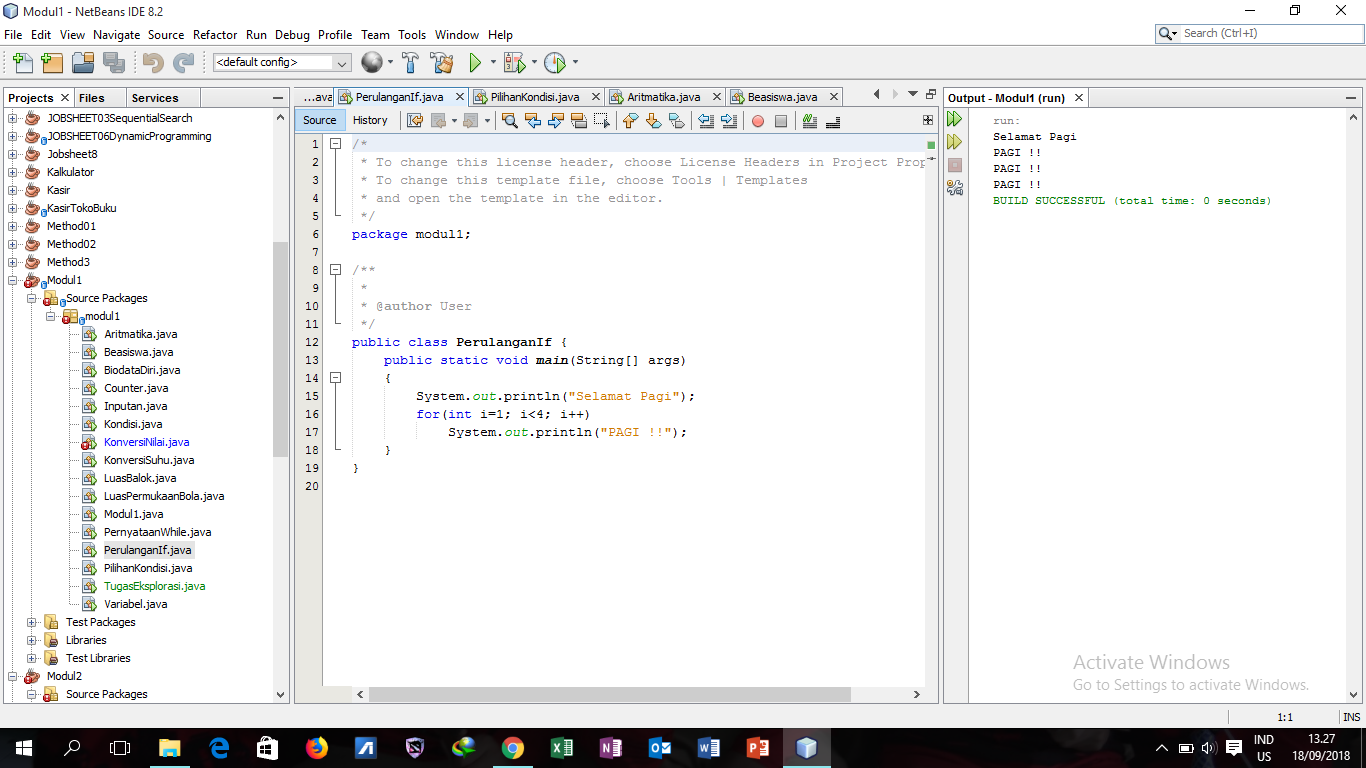 Modul1 - NetBeans IDE 8.2
File Edit View Navigate Source Refactor Run Debug Profile Team Tools Window Help
Search (Ctrl+I)
<default config>
Projects
Files
Services
JOBSHEET03SequentialSearch
JOBSHEET06DynamicProgramming
Jobsheet8
Kalkulator
Kasir
KasirTokoBuku
Method01
Method02
Method3
Modul1
Source Packages
modul1
Aritmatika.java
Beasiswa.java
BiodataDiri.java
Counter.java
Inputan.java
Kondisi.java
KonversiNilai.java
KonversiSuhu.java
LuasBalok.java
LuasPermukaanBola.java
Modul1.java
PernyataanWhile.java
PerulanganIf.java
PilihanKondisi.java
TugasEksplorasi.java
Variabel.java
Test Packages
Libraries
Test Libraries
Modul2
Source Packages
...ava PerulanganIf.java PilihanKondisi.java Aritmatika.java Beasiswa.java
Source History
1 /*
2 * To change this license header, choose License Headers in Project Prop
3 * To change this template file, choose Tools | Templates
4 * and open the template in the editor.
5 */
6 package modul1;
7
8 /**
9 *
10 * @author User
11 */
12 public class PerulanganIf {
13 public static void main(String[] args)
14 {
15 System.out.println("Selamat Pagi");
16 for(int i=1; i<4; i++)
17 System.out.println("PAGI !!");
18 }
19 }
20
Output - Modul1 (run)
run:
Selamat Pagi
PAGI !!
PAGI !!
PAGI !!
BUILD SUCCESSFUL (total time: 0 seconds)
Activate Windows
Go to Settings to activate Windows.
1:1 INS
IND
US
13.27
18/09/2018